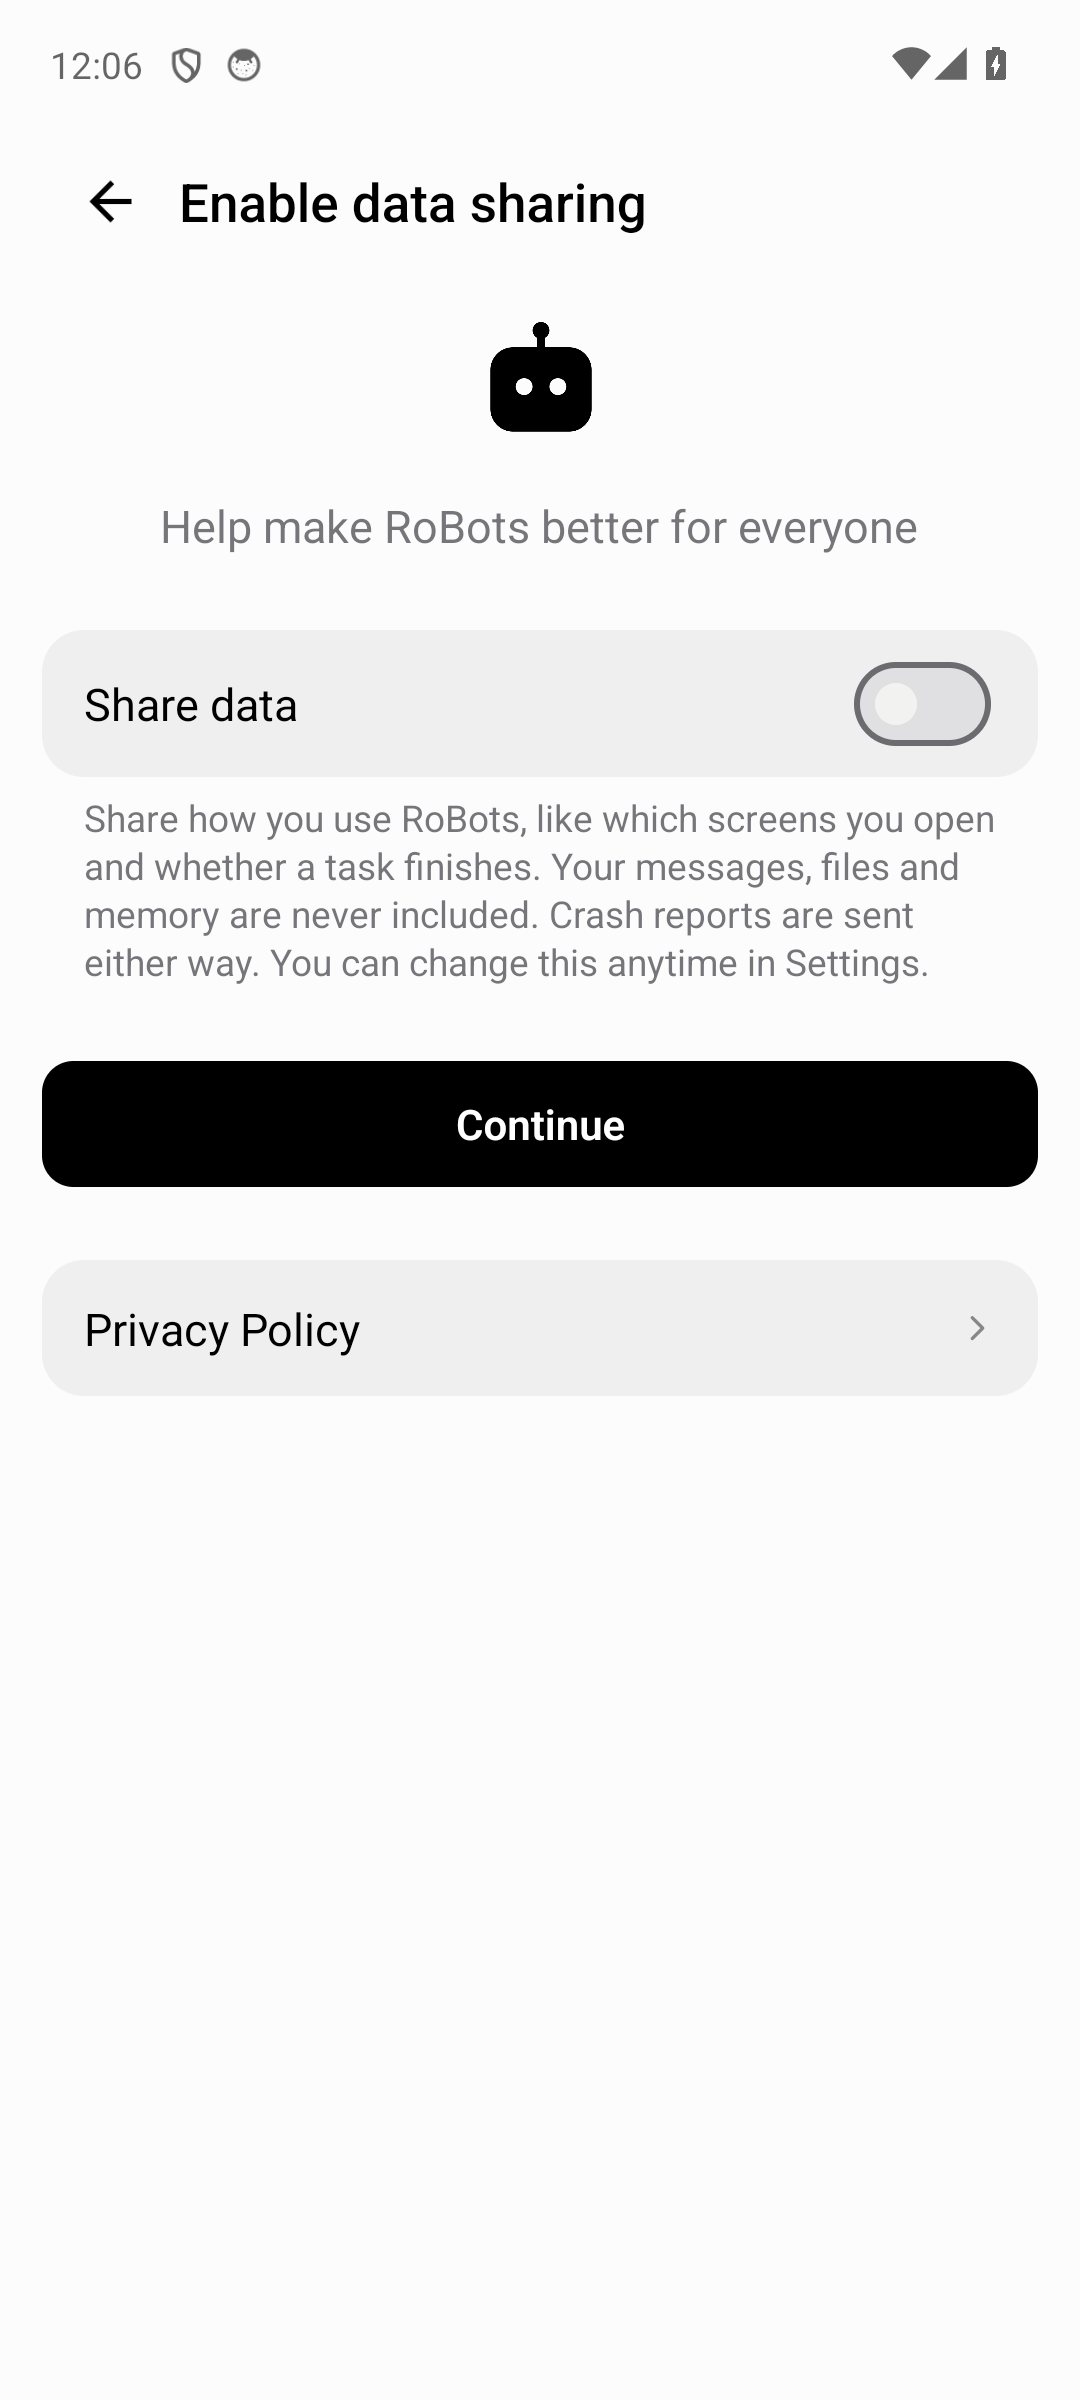 12:06
Enable data sharing
Help make RoBots better for everyone
Share data
Share how you use RoBots, like which screens you open
and whether a task finishes. Your messages, files and
memory are never included. Crash reports are sent
either way. You can change this anytime in Settings.
Continue
Privacy Policy